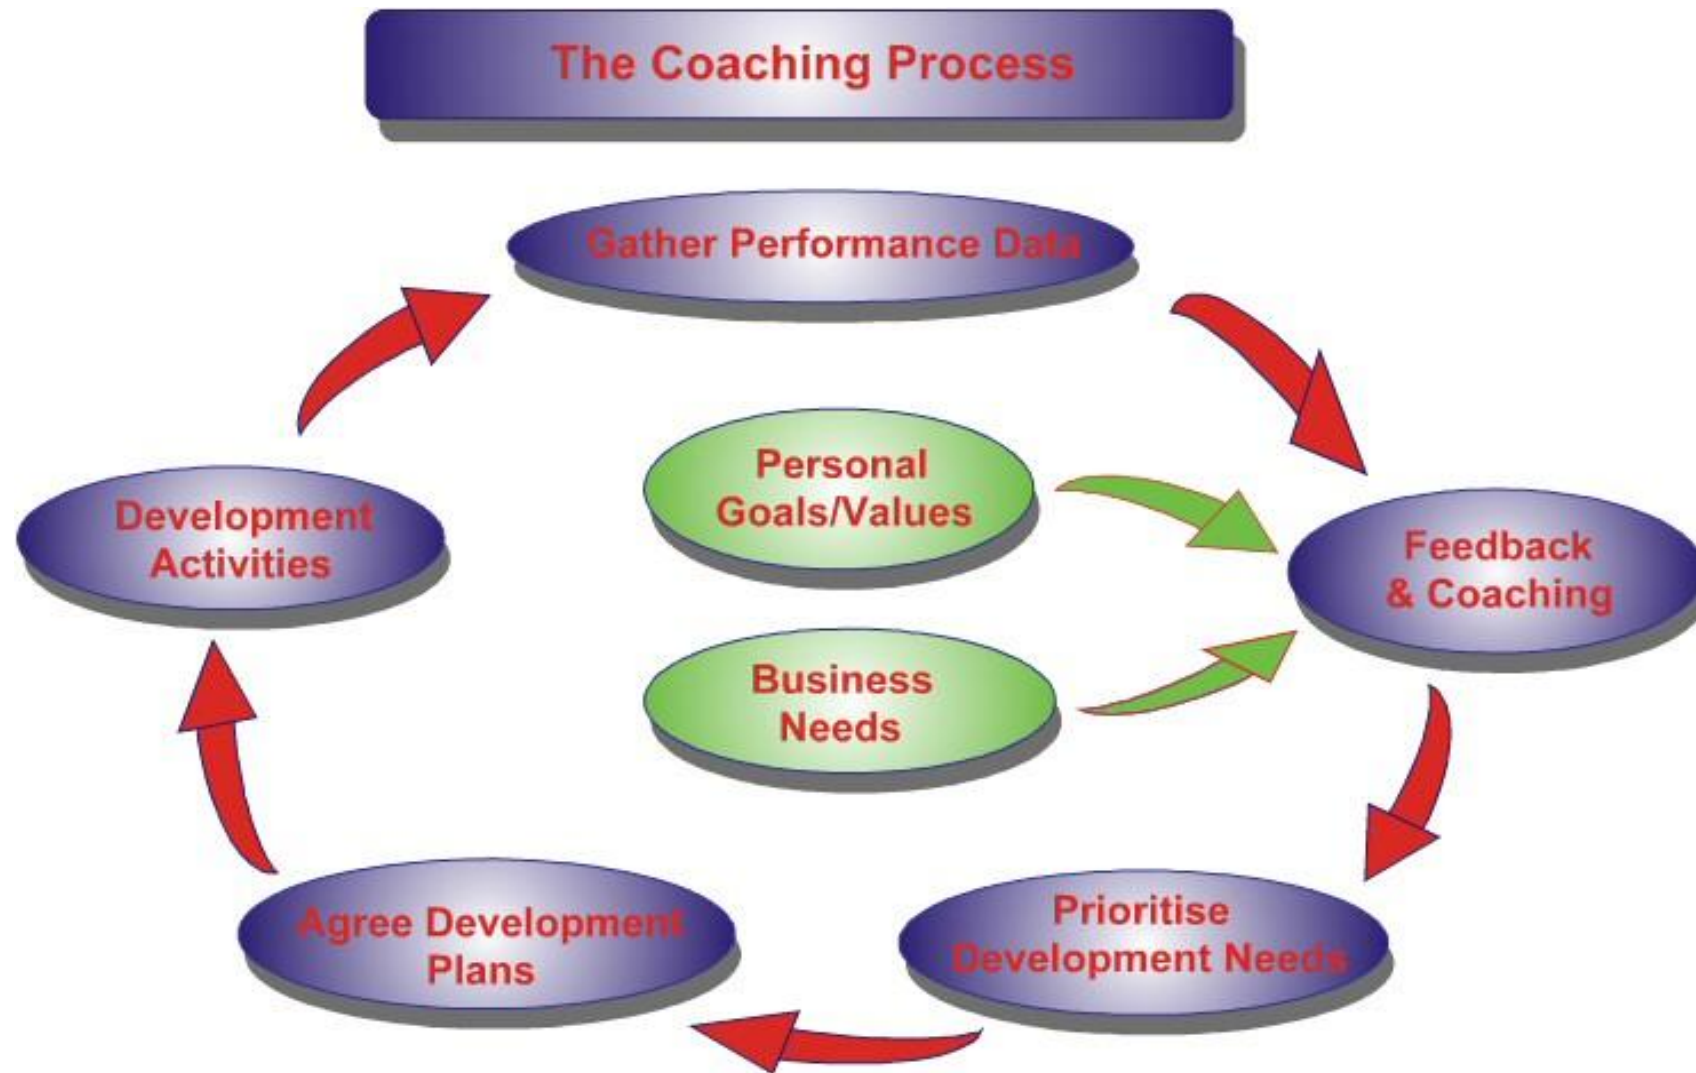 The Coaching Process
Gather Performance Data
Personal
Goals/Values
Development
Activities
Feedback
& Coaching
Business
Needs
Prioritise
Development Needs
Agree Development
Plans